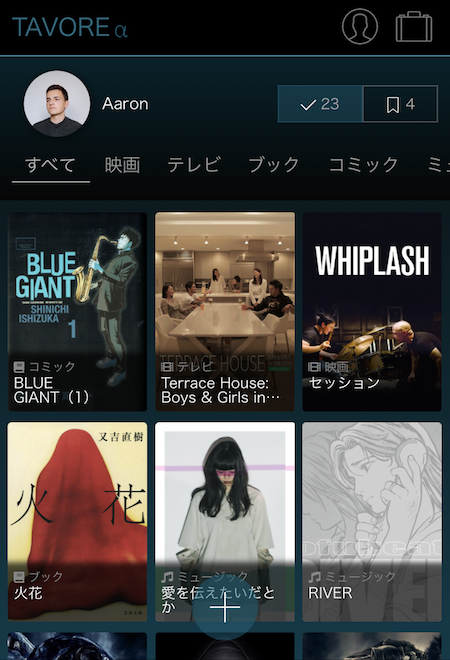 TAVORE α
Aaron
23
4
すべて
映画
テレビ
ブック
コミック
ミュ
BLUE
GIANT
SHINICHI
ISHIZUKA
1
コミック
BLUE
GIANT（1）
TERRACE HOUSE
テレビ
Terrace House:
Boys & Girls in…
WHIPLASH
映画
セッション
又吉直樹
火花
ブック
火花
ミュージック
愛を伝えたいだと
か
RIVER
ミュージック
RIVER